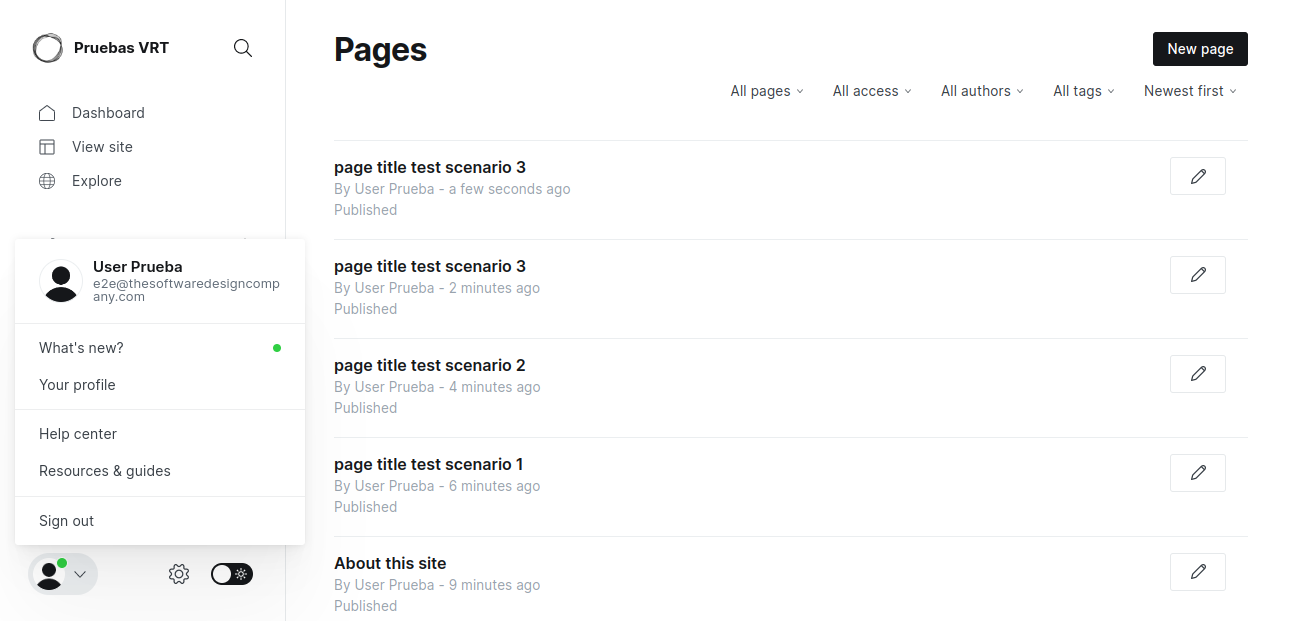 Pruebas VRT
Dashboard
View site
Explore
User Prueba
e2e@thesoftwaredesigncomp
any.com
What's new?
Your profile
Help center
Resources & guides
Sign out
Pages
New page
All pages
All access
All authors
All tags
Newest first
page title test scenario 3
By User Prueba - a few seconds ago
Published
page title test scenario 3
By User Prueba - 2 minutes ago
Published
page title test scenario 2
By User Prueba - 4 minutes ago
Published
page title test scenario 1
By User Prueba - 6 minutes ago
Published
About this site
By User Prueba - 9 minutes ago
Published